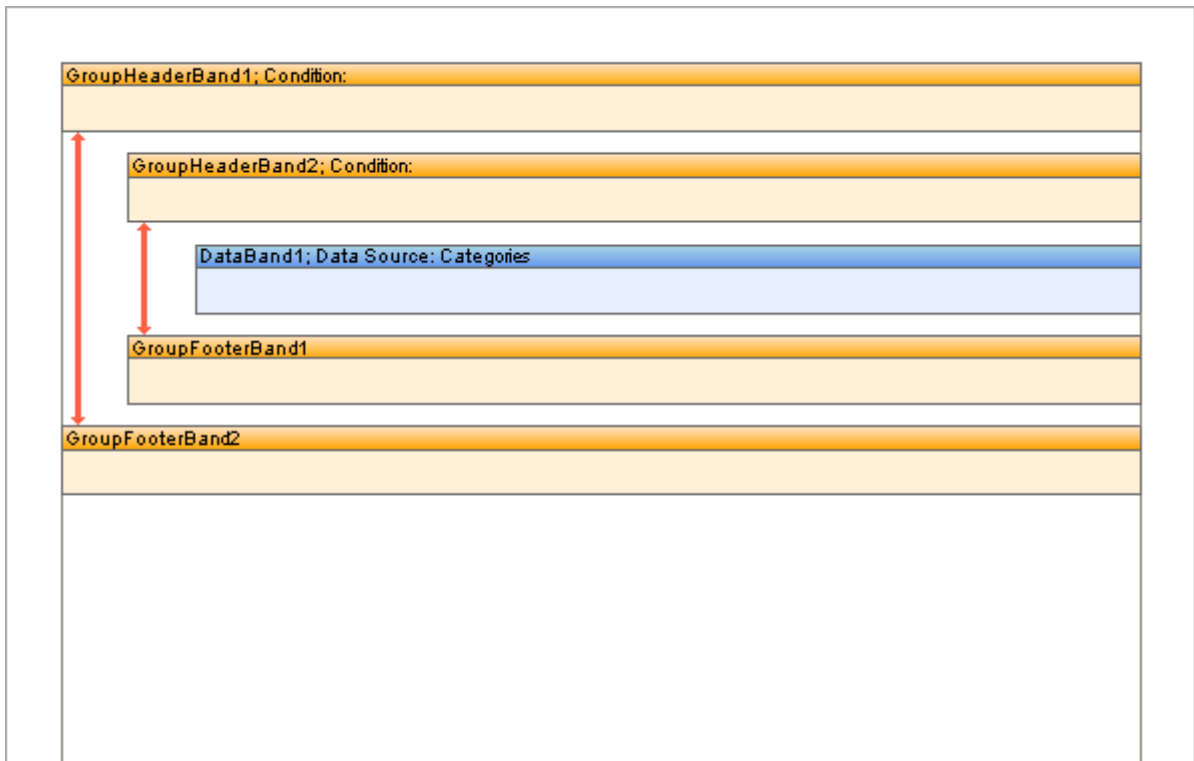 GroupHeaderBand1; Condition:
GroupHeaderBand2; Condition:
DataBand1; Data Source: Categories
GroupFooterBand1
GroupFooterBand2